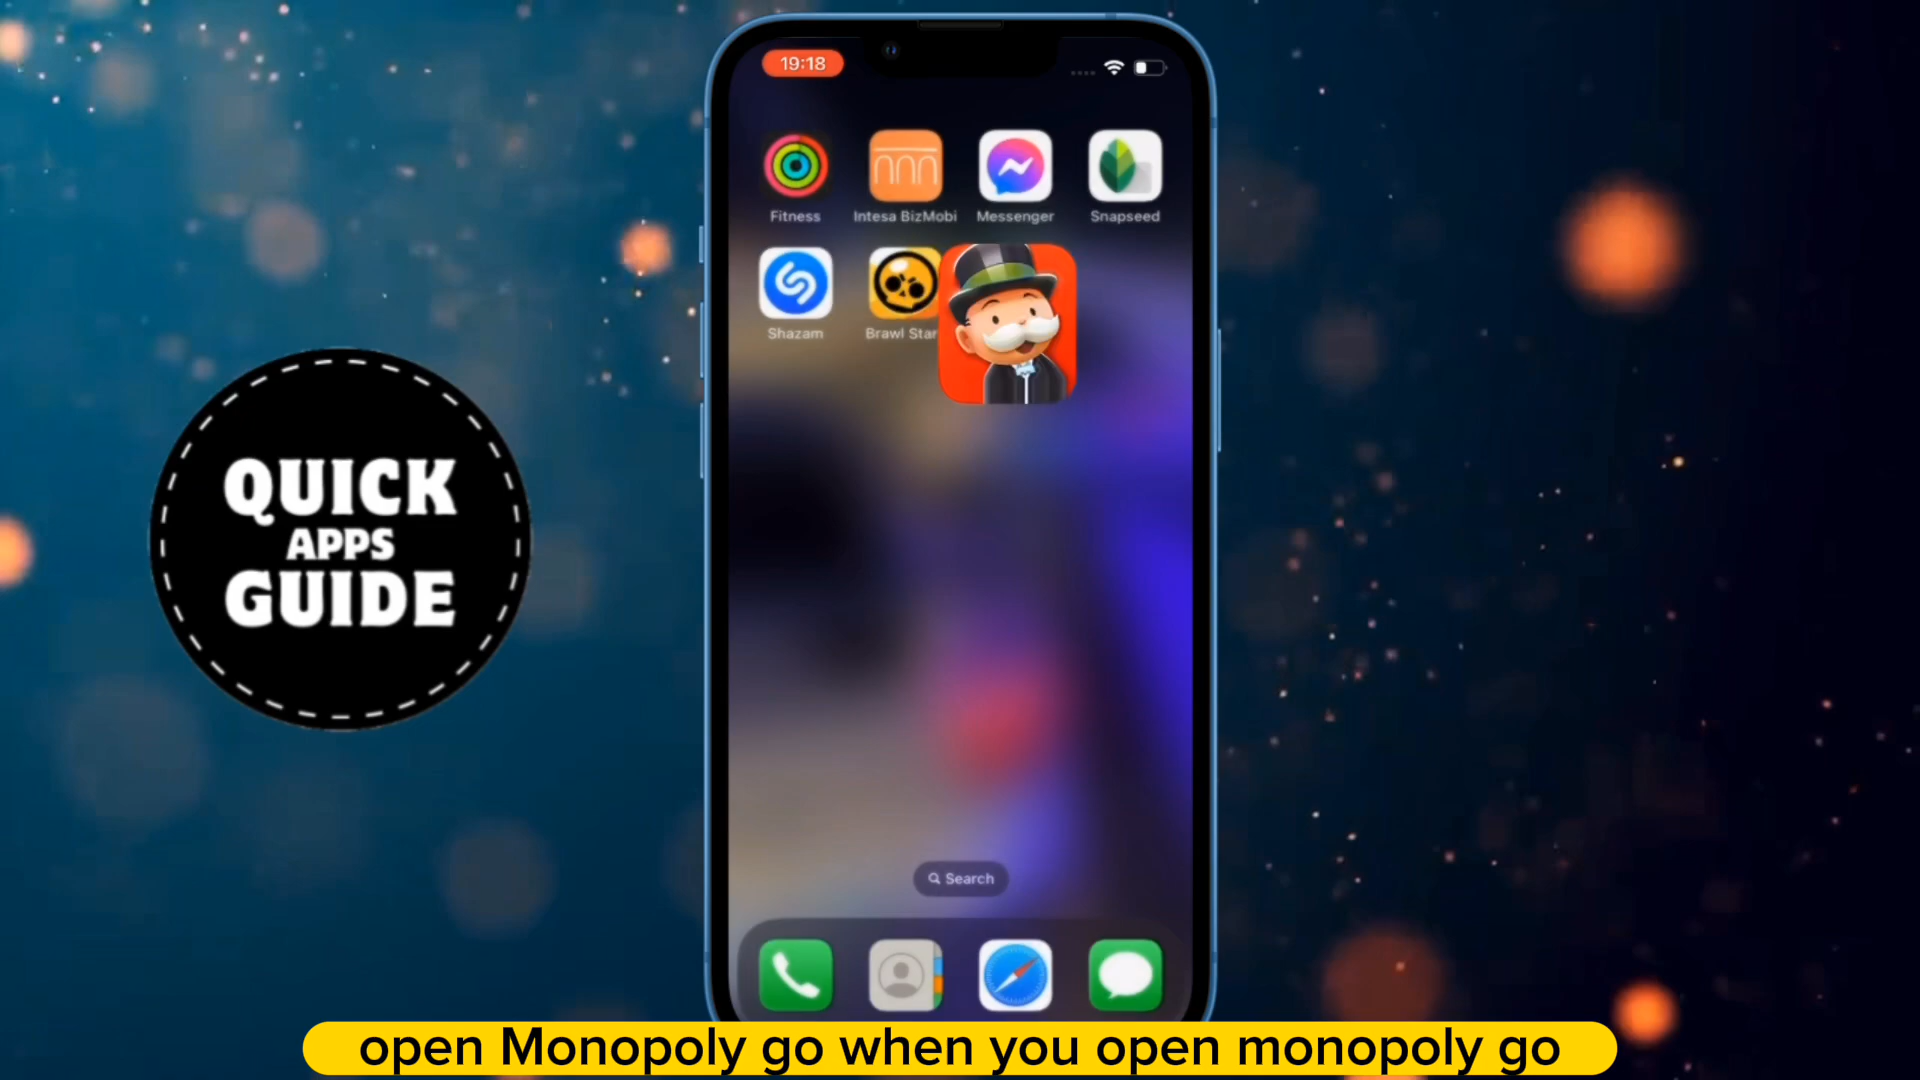 19:18
Fitness
Intesa BizMobi
Messenger
Snapseed
Shazam
Brawl Star
QUICK
APPS
GUIDE
Search
open Monopoly go when you open monopoly go